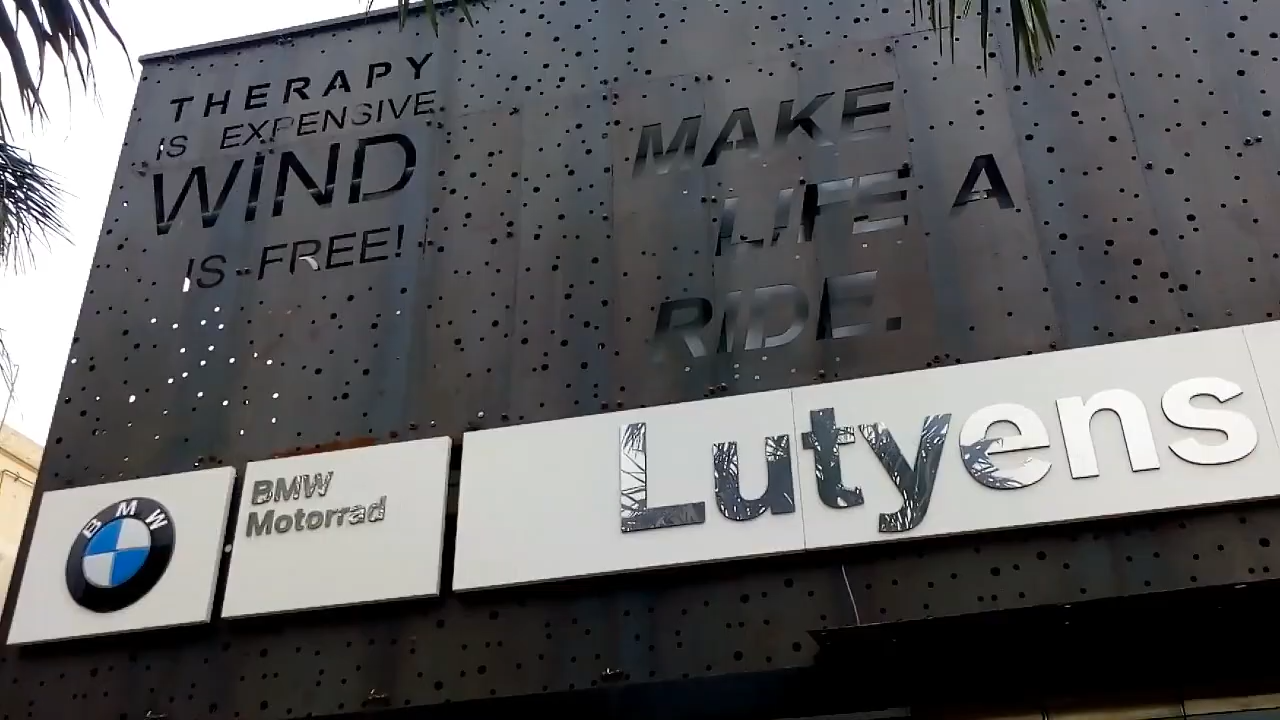 THERAPY
IS EXPENSIVE
WIND
IS FREE!
MAKE
LIFE A
RIDE.
BMW
BMW
Motorrad
Lutyens